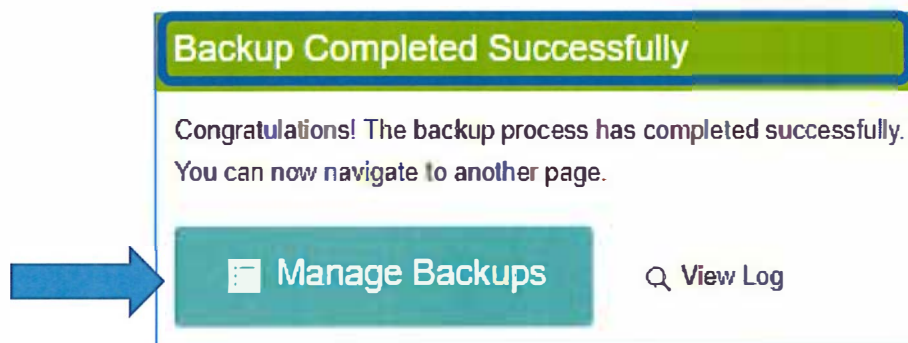 Backup Completed Successfully
Congratulations! The backup process has completed successfully.
You can now navigate to another page.
Manage Backups
View Log